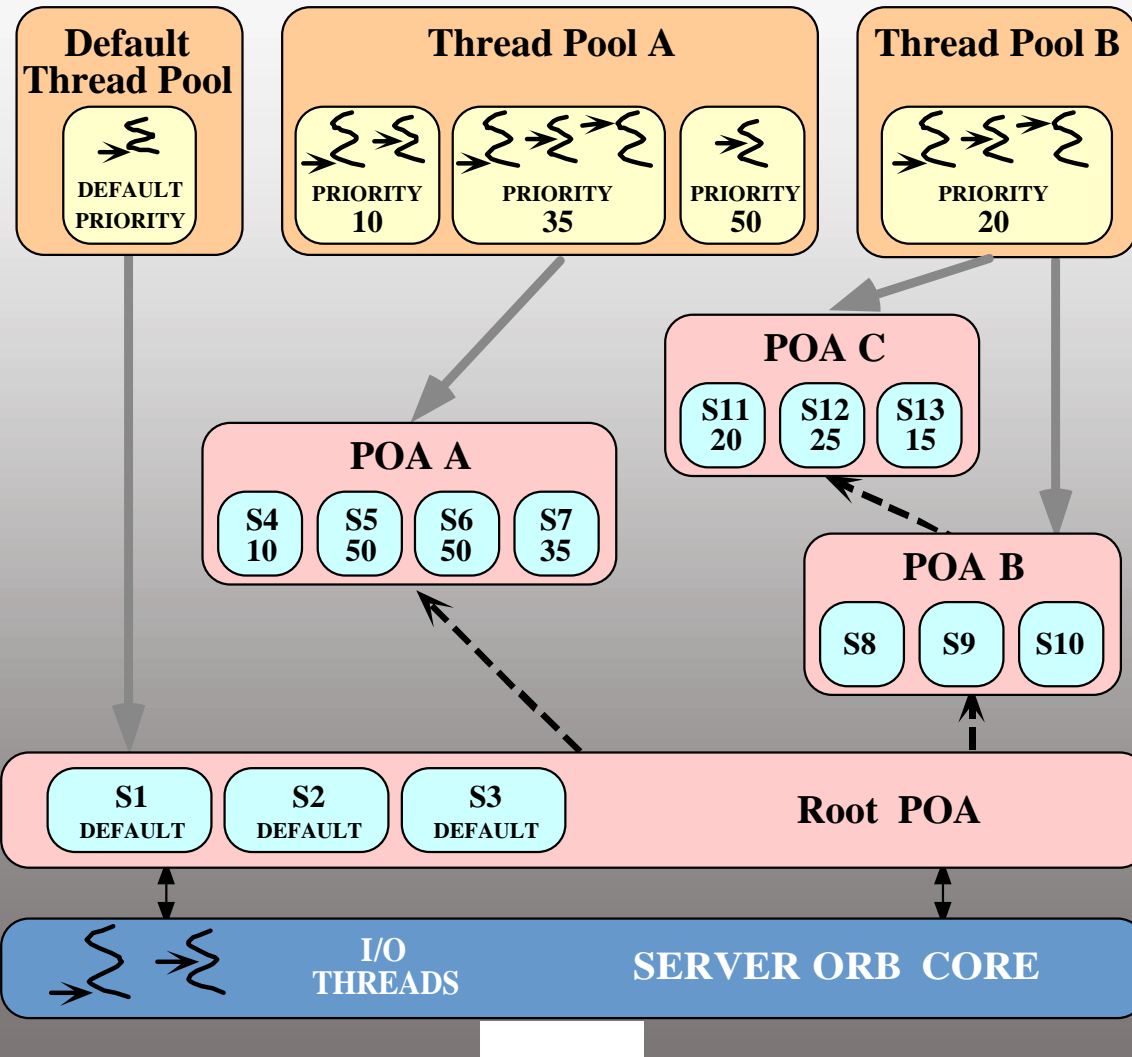 Default
Thread Pool
DEFAULT
PRIORITY
Thread Pool A
PRIORITY
10
PRIORITY
35
PRIORITY
50
Thread Pool B
PRIORITY
20
POA C
S11
20
S12
25
S13
15
POA A
S4
10
S5
50
S6
50
S7
35
POA B
S8
S9
S10
S1
DEFAULT
S2
DEFAULT
S3
DEFAULT
Root POA
I/O
THREADS
SERVER ORB CORE